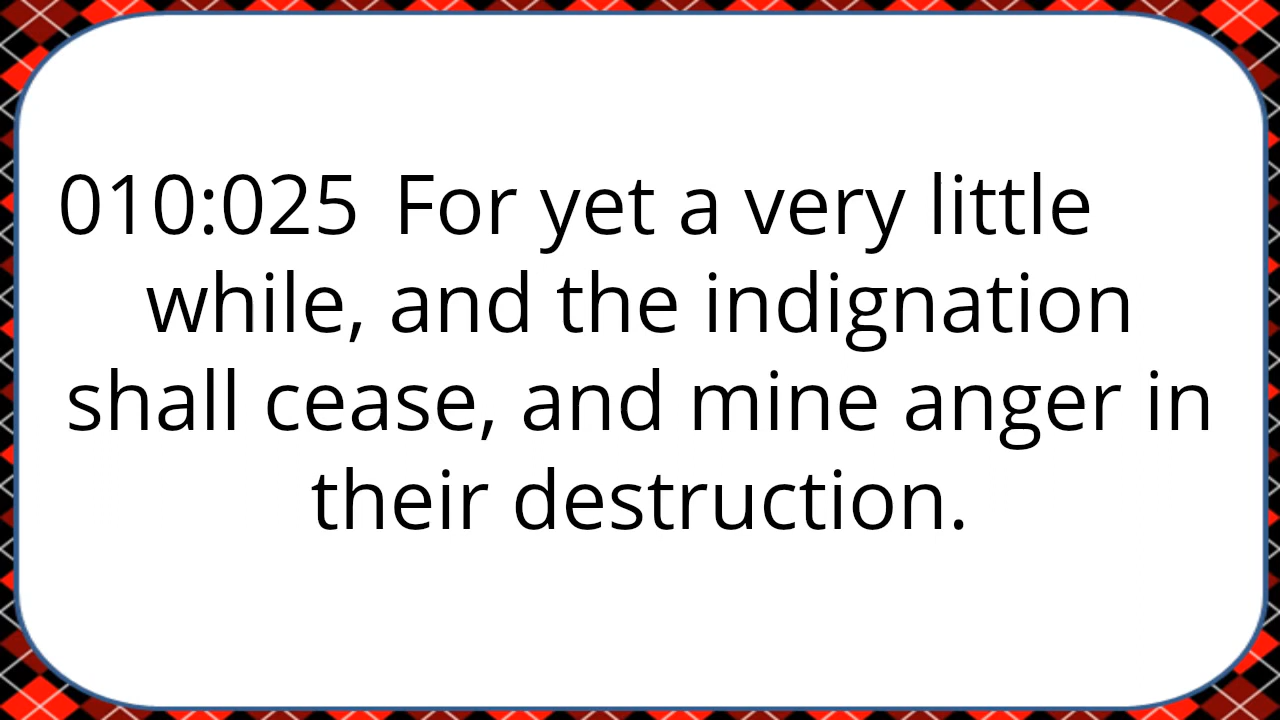 010:025 For yet a very little
while, and the indignation
shall cease, and mine anger in
their destruction.